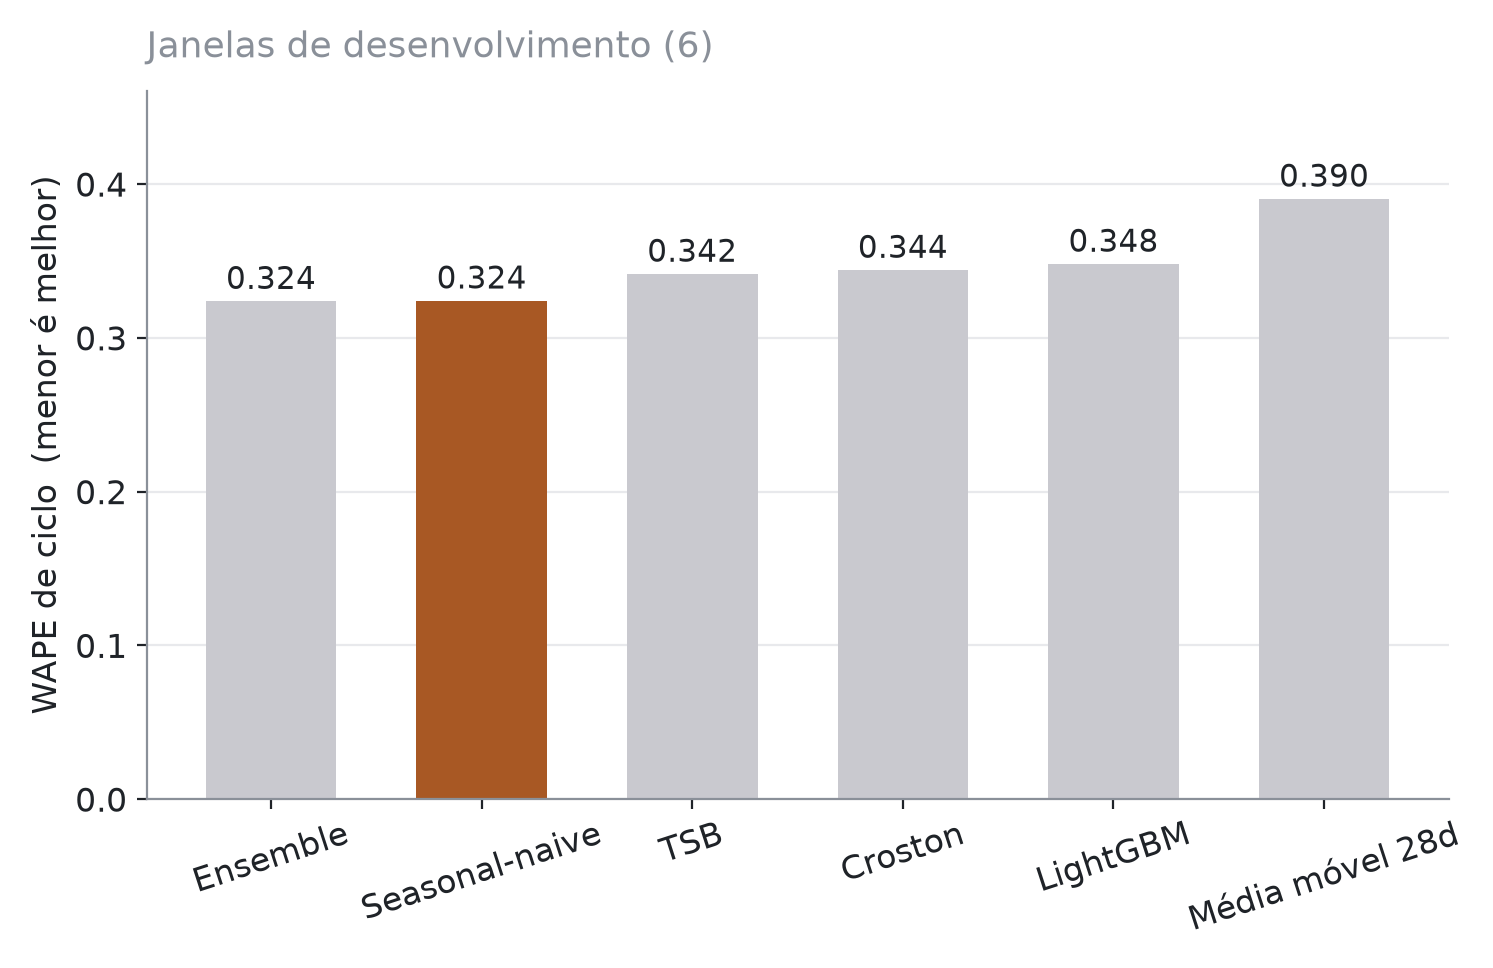 Janelas de desenvolvimento (6)
WAPE de ciclo (menor é melhor)
0.4
0.3
0.2
0.1
0.0
0.324
0.324
0.342
0.344
0.348
0.390
Ensemble
Seasonal-naive
TSB
Croston
LightGBM
Média móvel 28d